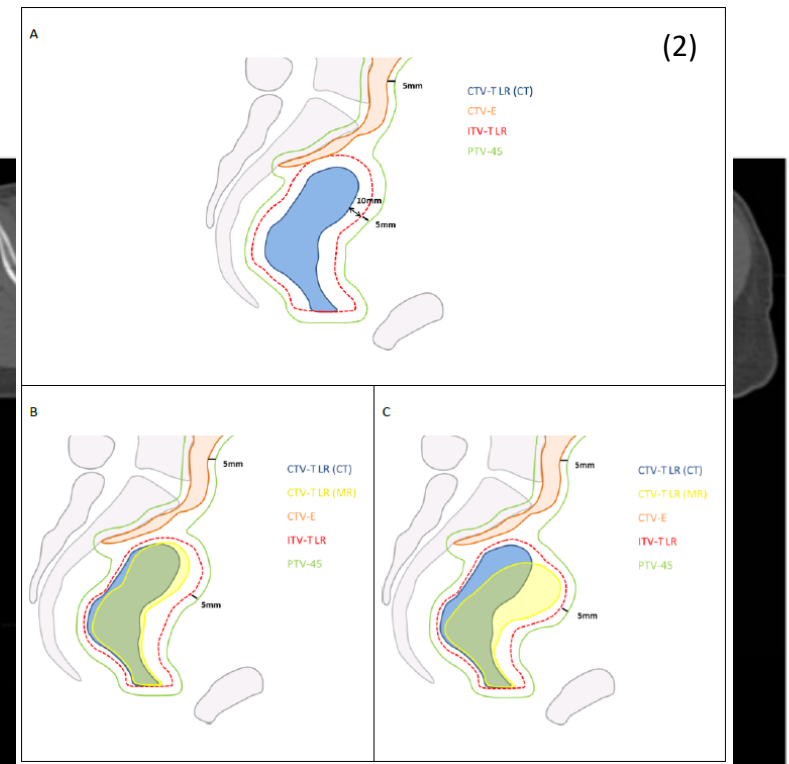 A
(2)
5mm
CTV-T LR (CT)
CTV-E
ITV-T LR
PTV-45
10mm
5mm
B
5mm
CTV-T LR (CT)
CTV-T LR (MR)
CTV-E
ITV-T LR
PTV-45
5mm
C
5mm
CTV-T LR (CT)
CTV-T LR (MR)
CTV-E
ITV-T LR
PTV-45
5mm